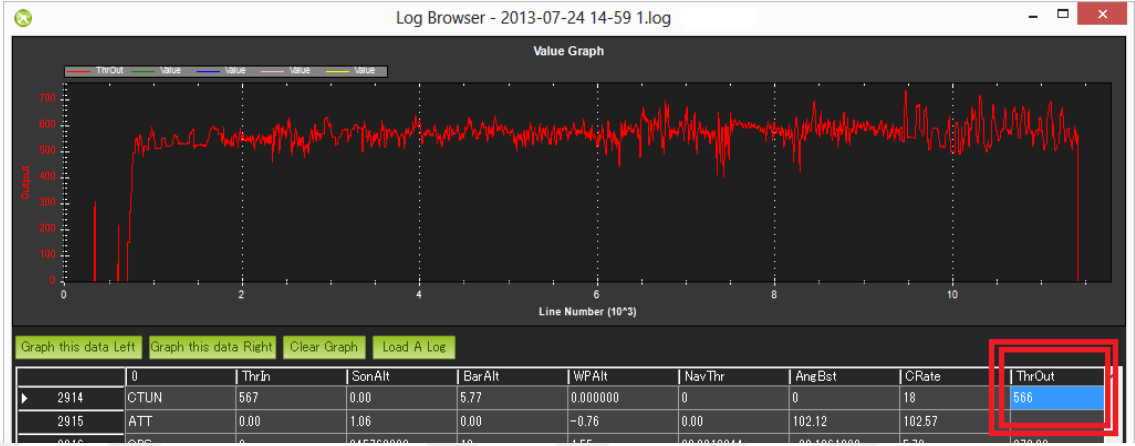 Log Browser - 2013-07-24 14-59 1.log
Value Graph
ThrOut Value Value Value Value
700
600
500
400
300
200
100
0
Output
0 2 4 6 8 10
Line Number (10^3)
Graph this data Left Graph this data Right Clear Graph Load A Log
0 ThrIn SonAlt BarAlt WPAlt NavThr AngBst CRate ThrOut
2914 CTUN 567 0.00 5.77 0.000000 0 0 18 566
2915 ATT 0.00 1.06 0.00 -0.76 0.00 102.12 102.57